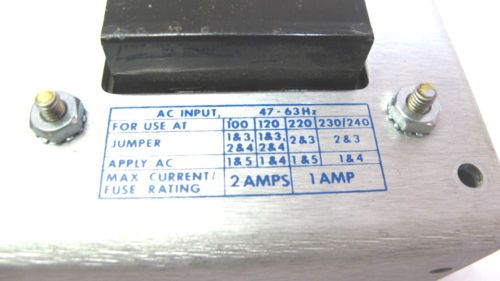 AC INPUT, 47-63Hz
FOR USE AT 100 120 220 230/240
JUMPER 1&3, 2&4 1&3, 2&4 2&3 2&3
APPLY AC 1&5 1&4 1&5 1&4
MAX CURRENT/ FUSE RATING 2 AMPS 1 AMP